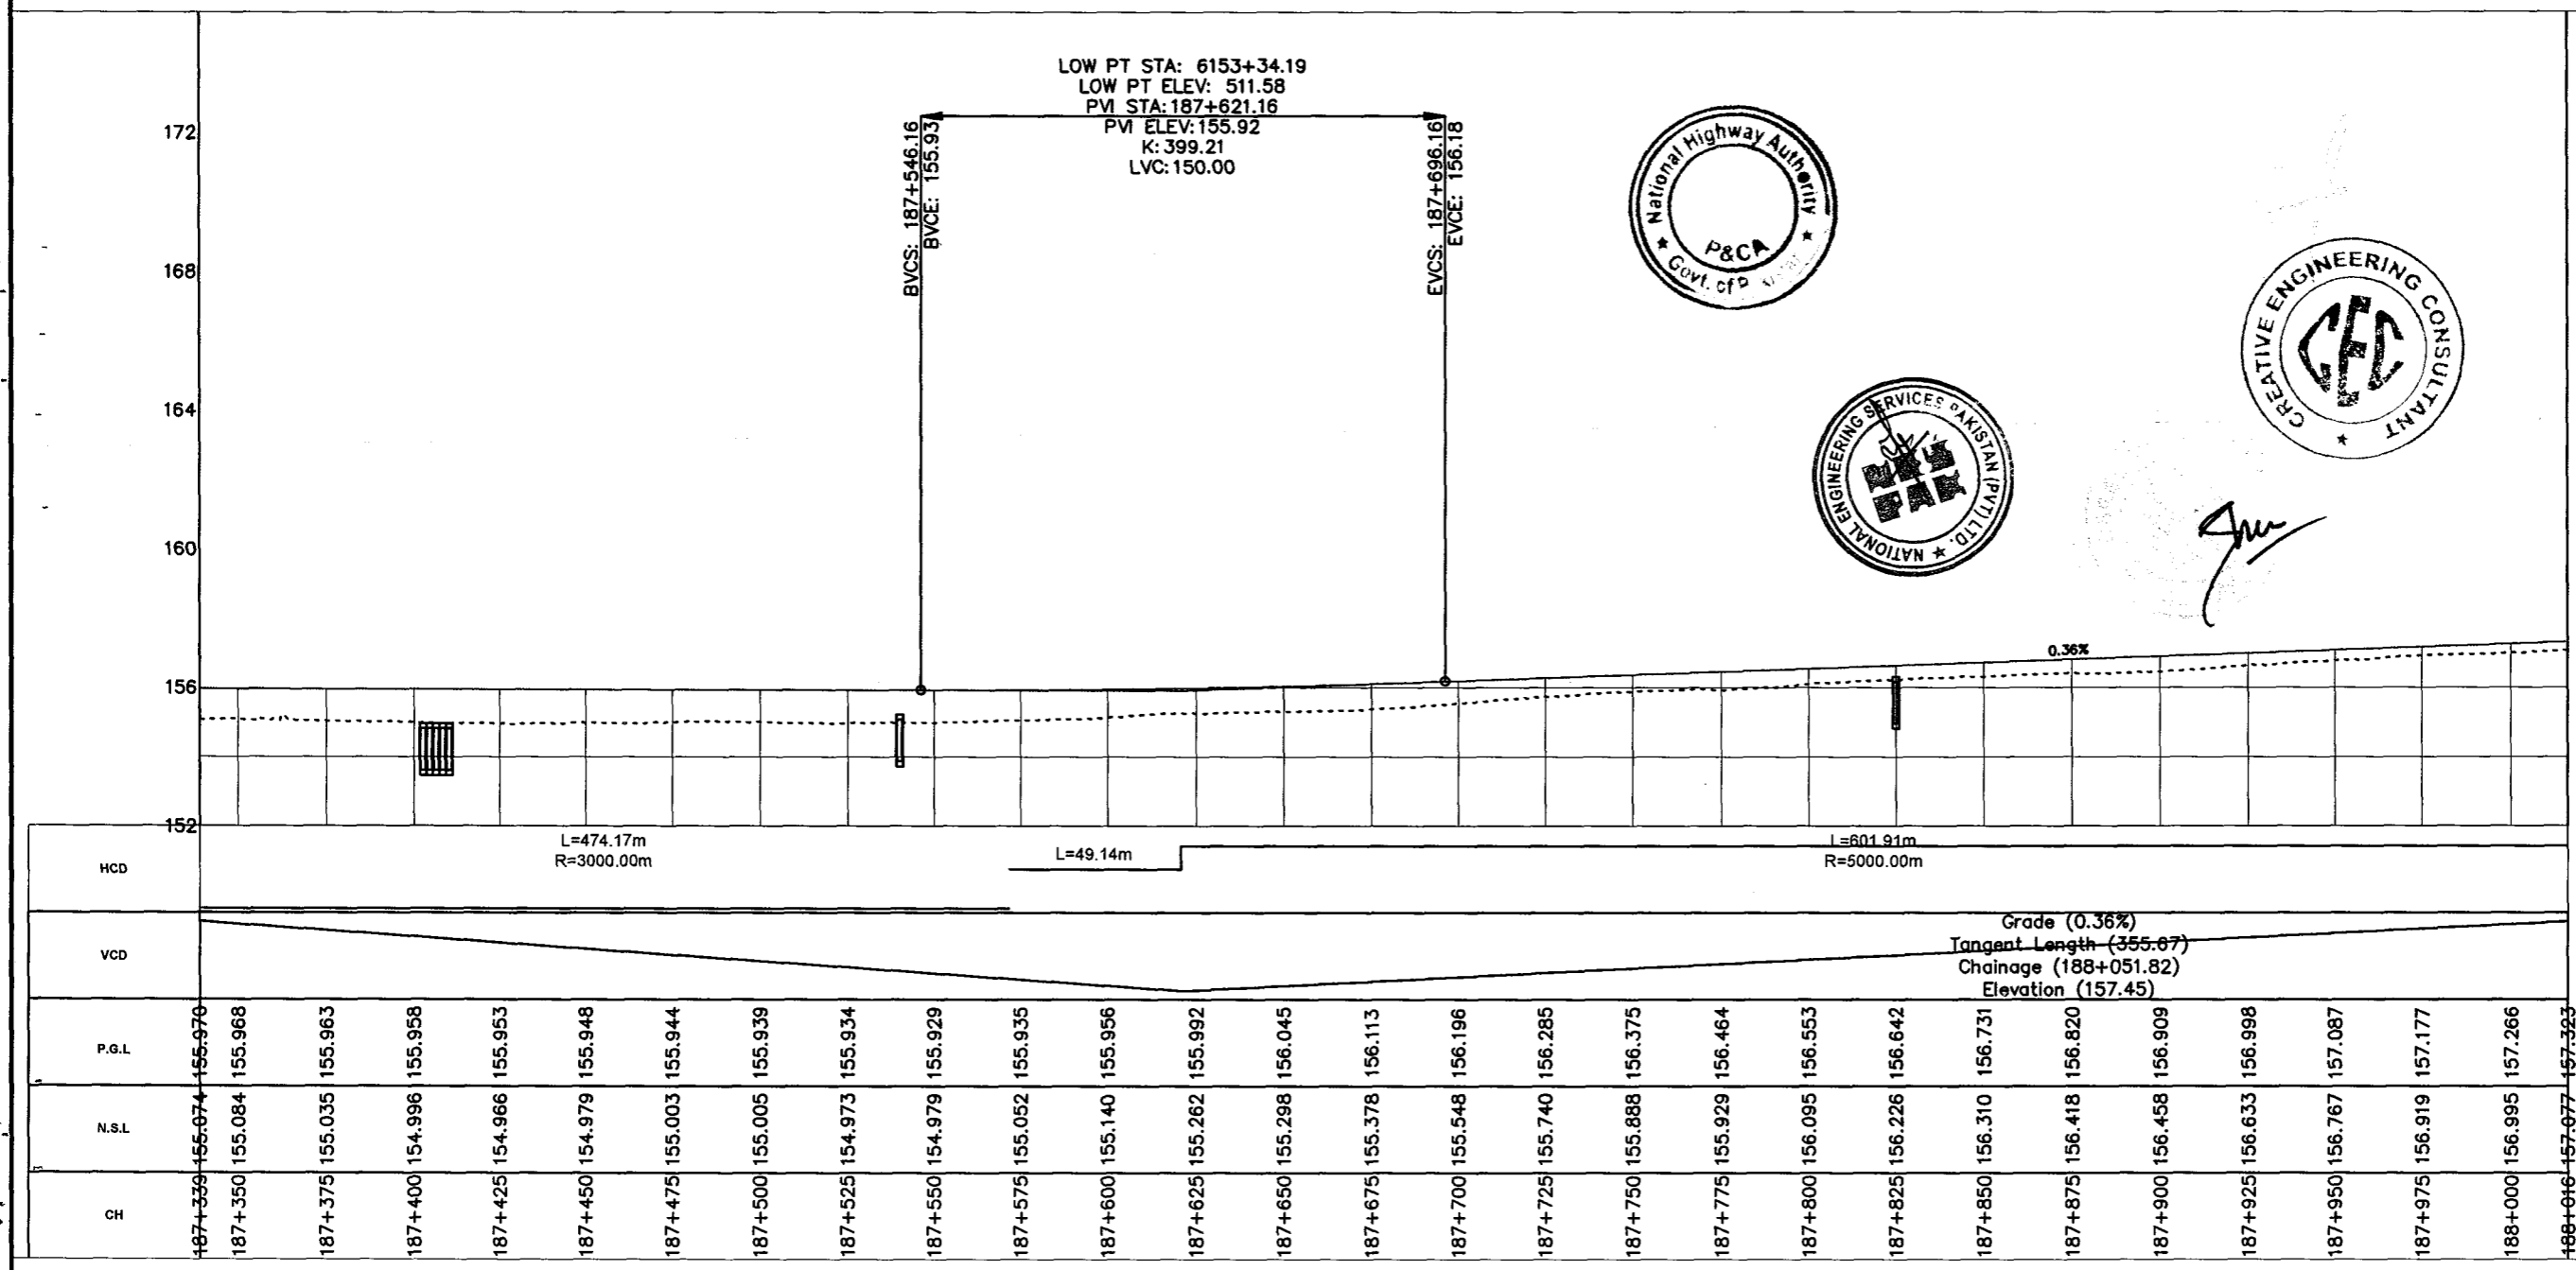 LOW PT STA: 6153+34.19
LOW PT ELEV: 511.58
PVI STA:187+621.16
PVI ELEV:155.92
K: 399.21
LVC:150.00
BVCS: 187+546.16
BVCE: 155.93
EVCS: 187+696.16
EVCE: 156.18
172
168
164
160
156
152
National Highway Authority
P&CA
Govt. of
NATIONAL ENGINEERING SERVICES PAKISTAN (PVT) LTD.
CREATIVE ENGINEERING CONSULTANT
CEC
0.36%
HCD
L=474.17m
R=3000.00m
L=49.14m
L=601.91m
R=5000.00m
VCD
Grade (0.36%)
Tangent Length (355.67)
Chainage (188+051.82)
Elevation (157.45)
P.G.L 155.970 155.968 155.963 155.958 155.953 155.948 155.944 155.939 155.934 155.929 155.935 155.956 155.992 156.045 156.113 156.196 156.285 156.375 156.464 156.553 156.642 156.731 156.820 156.909 156.998 157.087 157.177 157.266 157.323
N.S.L 155.074 155.084 155.035 154.996 154.966 154.979 155.003 155.005 154.973 154.979 155.052 155.140 155.262 155.298 155.378 155.548 155.740 155.888 155.929 156.095 156.226 156.310 156.418 156.458 156.633 156.767 156.919 156.995 157.077
CH 187+339 187+350 187+375 187+400 187+425 187+450 187+475 187+500 187+525 187+550 187+575 187+600 187+625 187+650 187+675 187+700 187+725 187+750 187+775 187+800 187+825 187+850 187+875 187+900 187+925 187+950 187+975 188+000 188+016